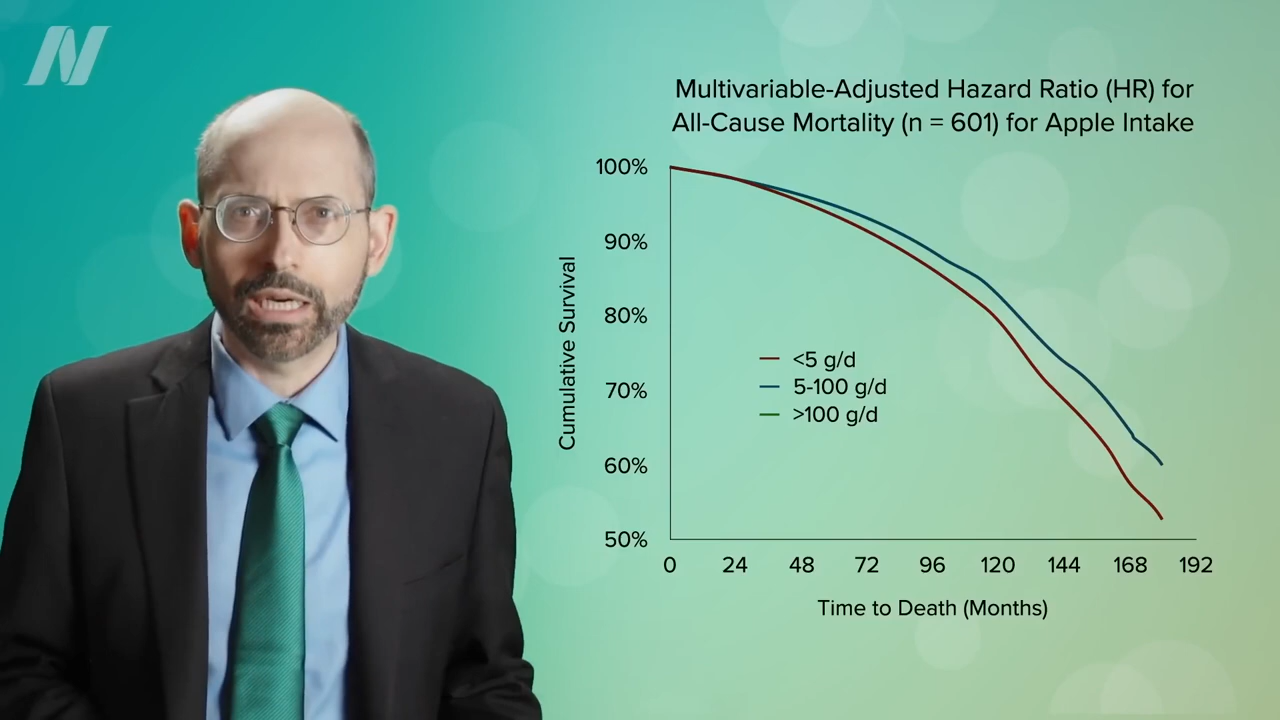 Multivariable-Adjusted Hazard Ratio (HR) for
All-Cause Mortality (n = 601) for Apple Intake
100%
90%
80%
70%
60%
50%
Cumulative Survival
<5 g/d
5-100 g/d
>100 g/d
0 24 48 72 96 120 144 168 192
Time to Death (Months)